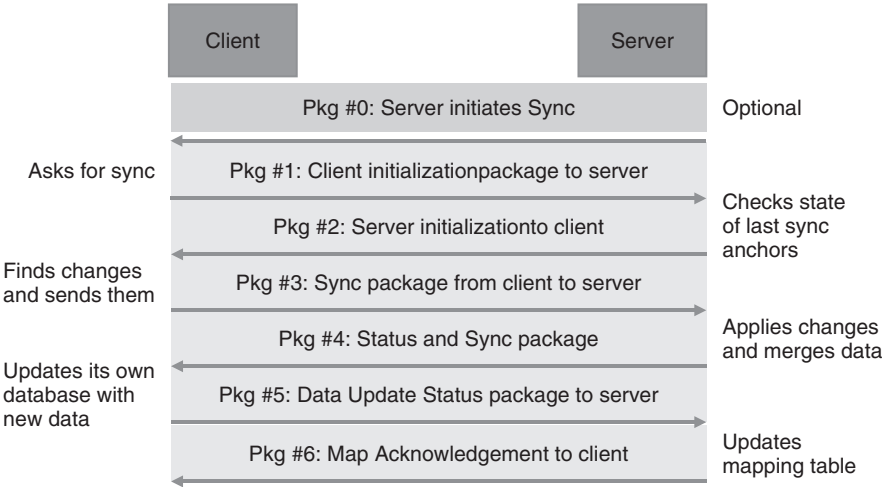 Client
Server
Pkg #0: Server initiates Sync
Optional
Asks for sync
Pkg #1: Client initializationpackage to server
Checks state
of last sync
anchors
Pkg #2: Server initializationto client
Finds changes
and sends them
Pkg #3: Sync package from client to server
Applies changes
and merges data
Pkg #4: Status and Sync package
Updates its own
database with
new data
Pkg #5: Data Update Status package to server
Updates
mapping table
Pkg #6: Map Acknowledgement to client